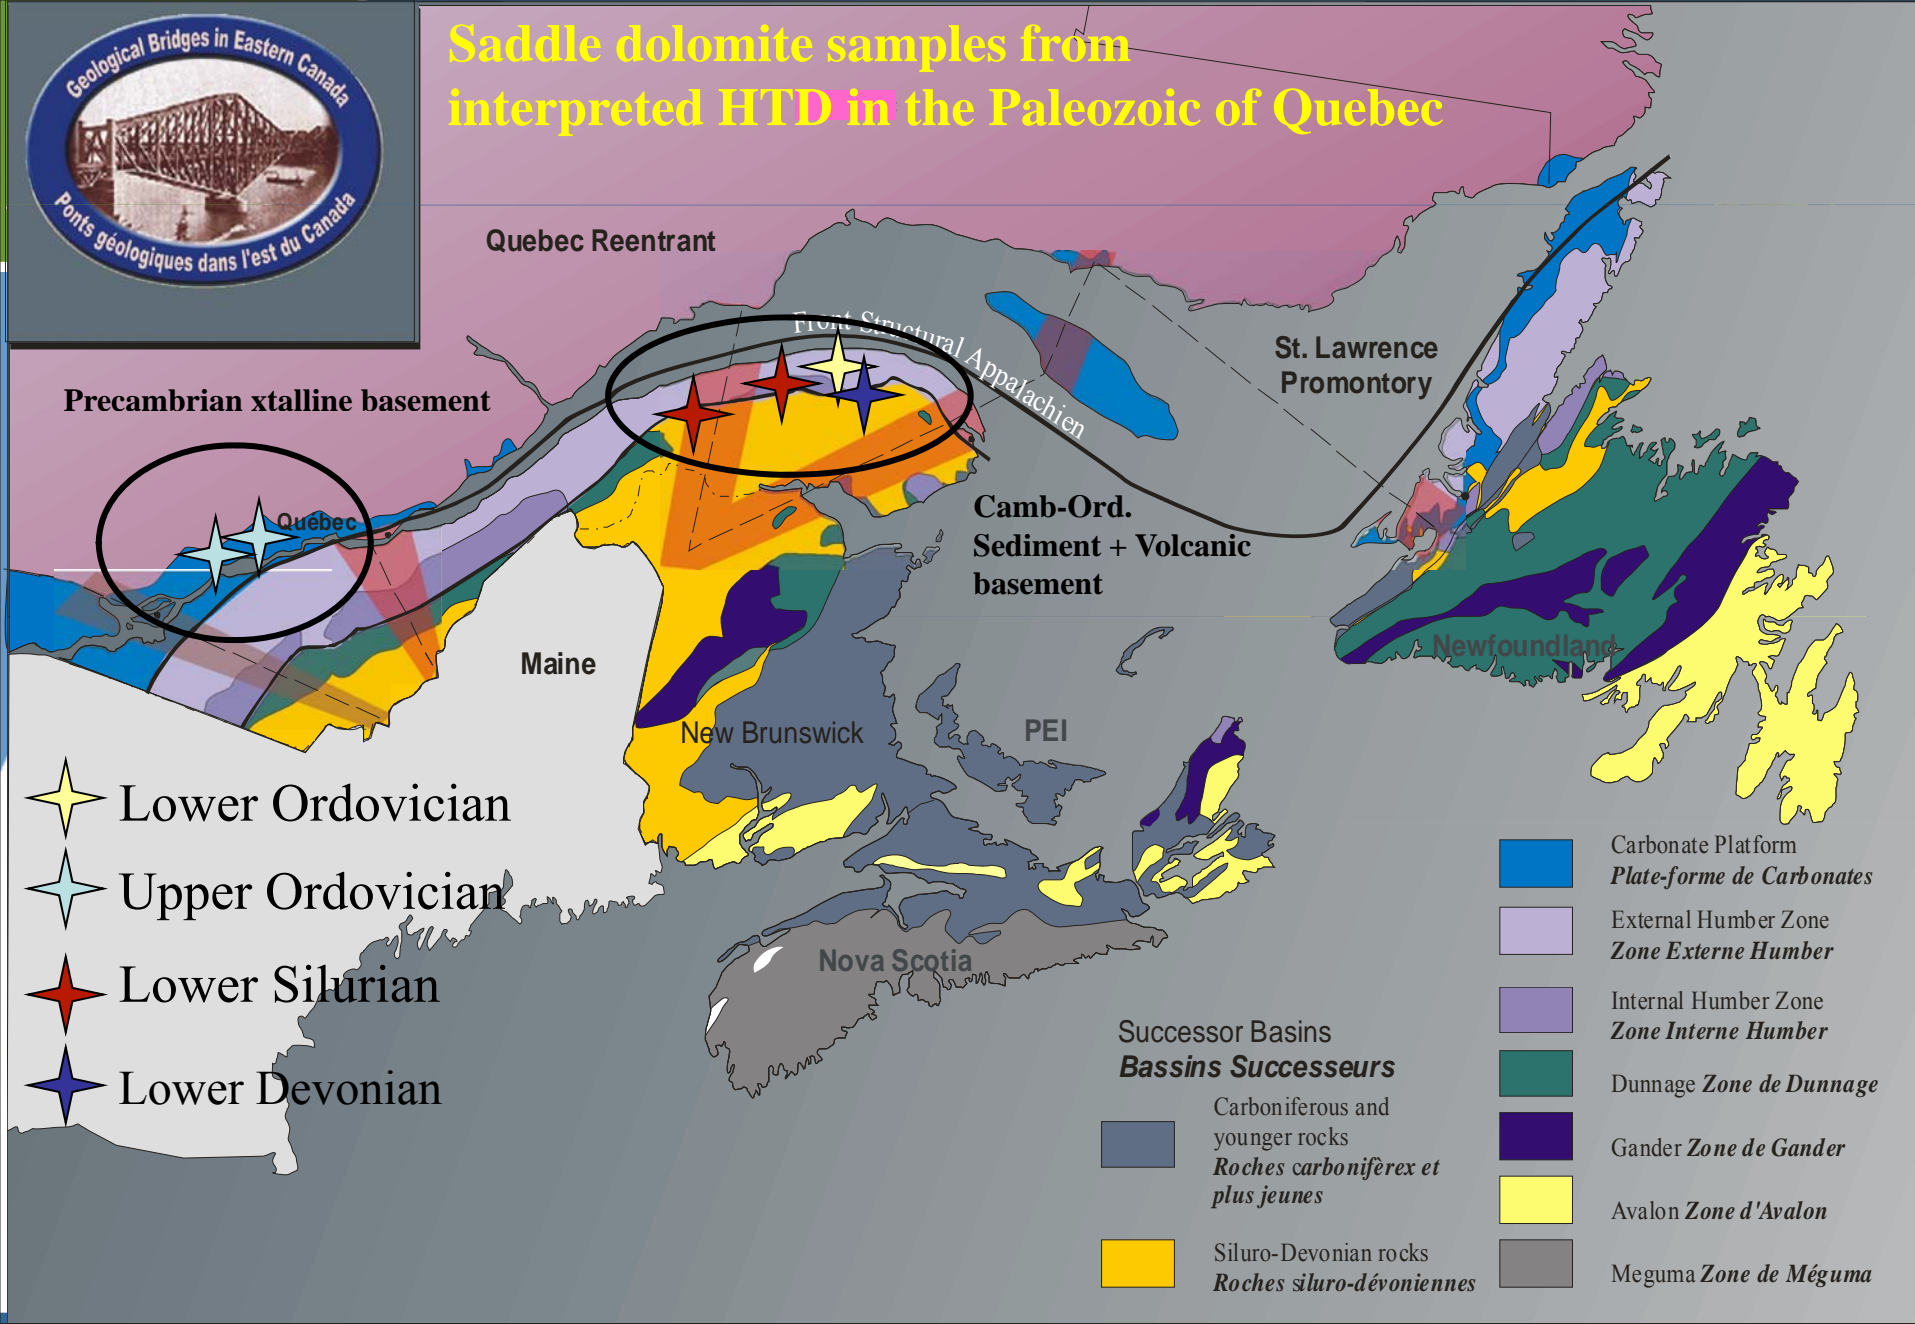 Geological Bridges in Eastern Canada
Ponts géologiques dans l'est du Canada
Saddle dolomite samples from
interpreted HTD in the Paleozoic of Quebec
Quebec Reentrant
Front Structural Appalachien
St. Lawrence
Promontory
Precambrian xtalline basement
Quebec
Camb-Ord.
Sediment + Volcanic
basement
Maine
Newfoundland
New Brunswick
PEI
Nova Scotia
Lower Ordovician
Upper Ordovician
Lower Silurian
Lower Devonian
Successor Basins
Bassins Successeurs
Carboniferous and
younger rocks
Roches carbonifèrex et
plus jeunes
Siluro-Devonian rocks
Roches siluro-dévoniennes
Carbonate Platform
Plate-forme de Carbonates
External Humber Zone
Zone Externe Humber
Internal Humber Zone
Zone Interne Humber
Dunnage Zone de Dunnage
Gander Zone de Gander
Avalon Zone d'Avalon
Meguma Zone de Méguma